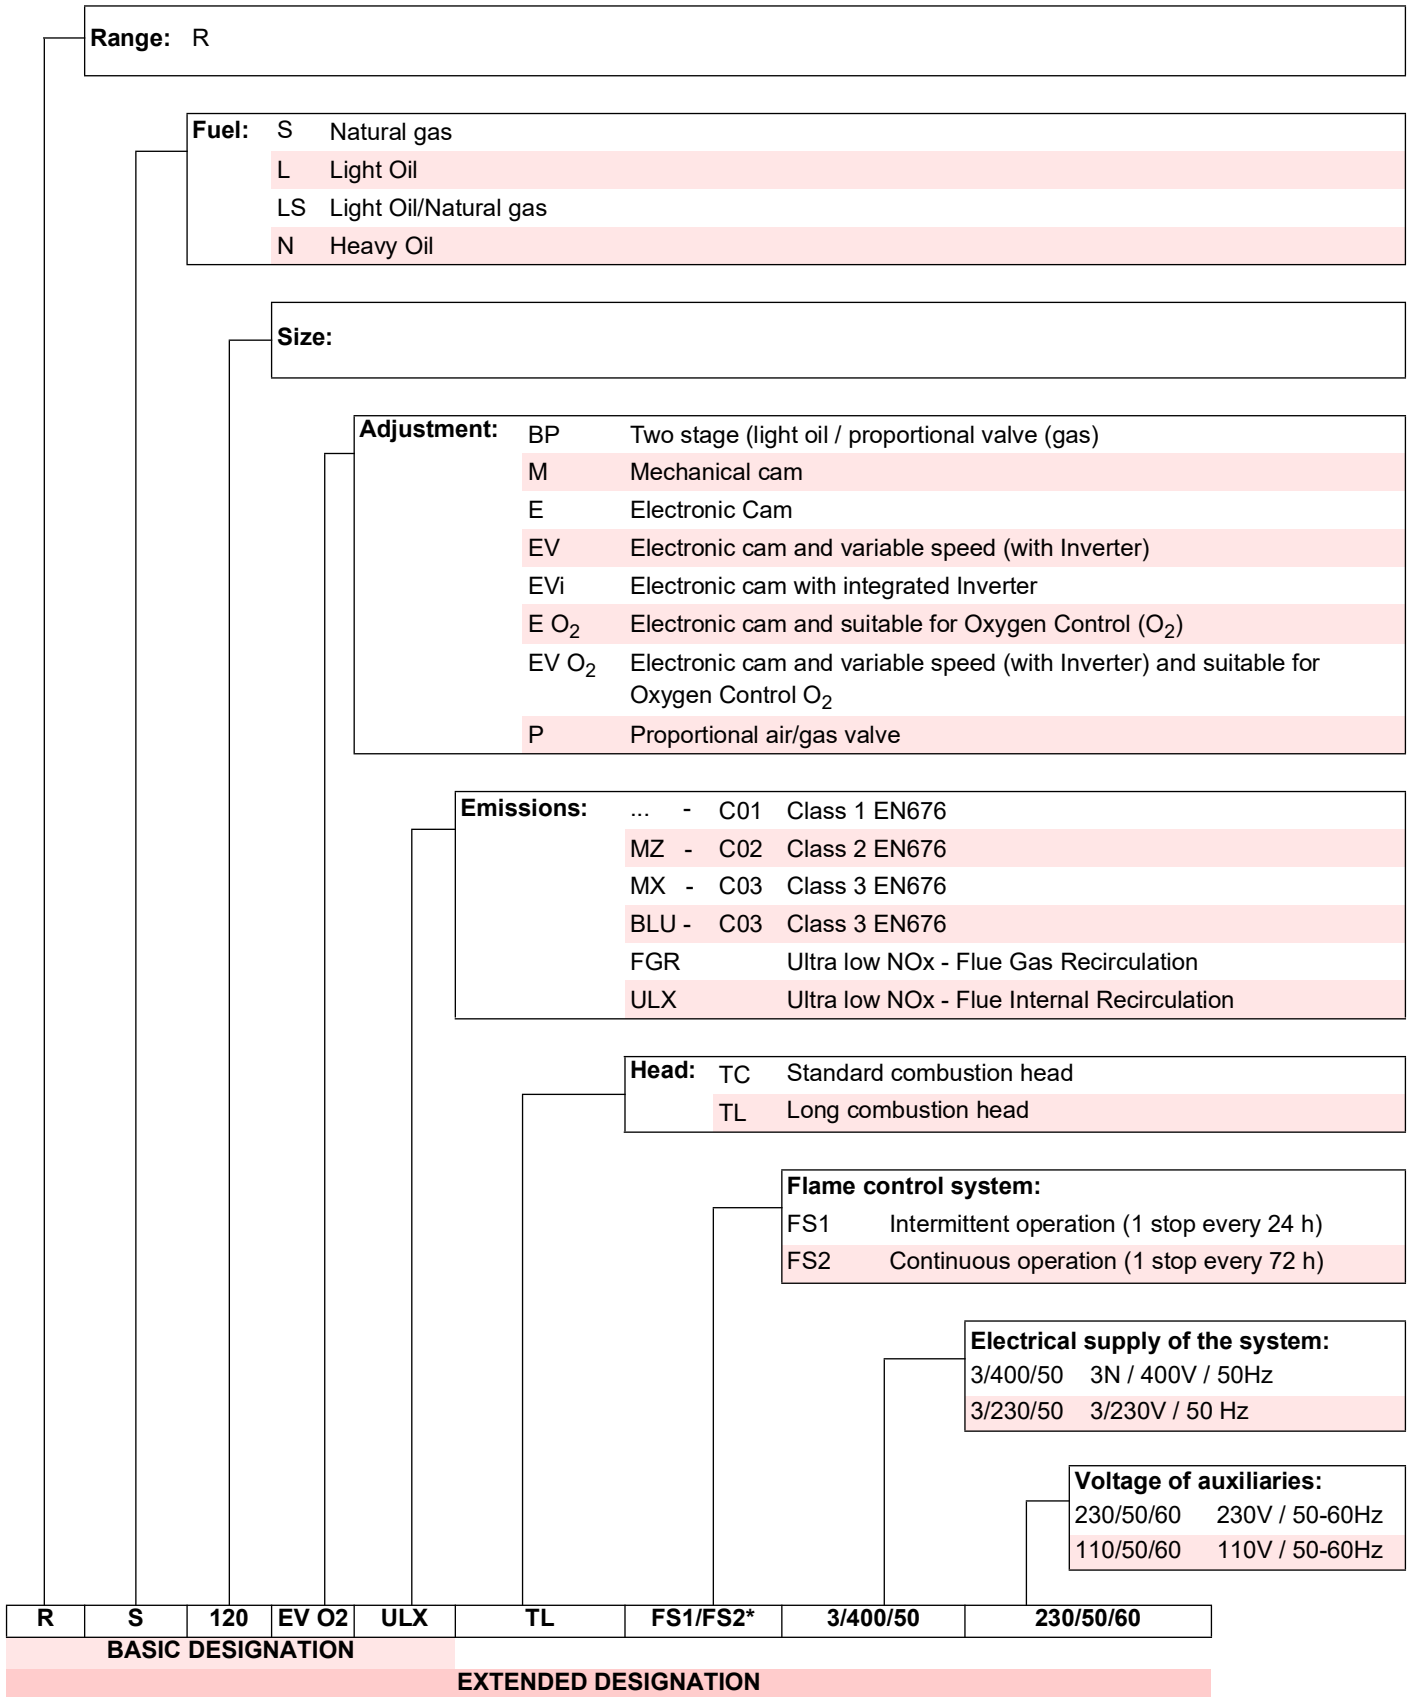 Range: R
Fuel: S Natural gas
L Light Oil
LS Light Oil/Natural gas
N Heavy Oil
Size:
Adjustment: BP Two stage (light oil / proportional valve (gas)
M Mechanical cam
E Electronic Cam
EV Electronic cam and variable speed (with Inverter)
EVi Electronic cam with integrated Inverter
E O₂ Electronic cam and suitable for Oxygen Control (O₂)
EV O₂ Electronic cam and variable speed (with Inverter) and suitable for
Oxygen Control O₂
P Proportional air/gas valve
Emissions: ... - C01 Class 1 EN676
MZ - C02 Class 2 EN676
MX - C03 Class 3 EN676
BLU - C03 Class 3 EN676
FGR Ultra low NOx - Flue Gas Recirculation
ULX Ultra low NOx - Flue Internal Recirculation
Head: TC Standard combustion head
TL Long combustion head
Flame control system:
FS1 Intermittent operation (1 stop every 24 h)
FS2 Continuous operation (1 stop every 72 h)
Electrical supply of the system:
3/400/50 3N / 400V / 50Hz
3/230/50 3/230V / 50 Hz
Voltage of auxiliaries:
230/50/60 230V / 50-60Hz
110/50/60 110V / 50-60Hz
R S 120 EV O2 ULX TL FS1/FS2* 3/400/50 230/50/60
BASIC DESIGNATION
EXTENDED DESIGNATION